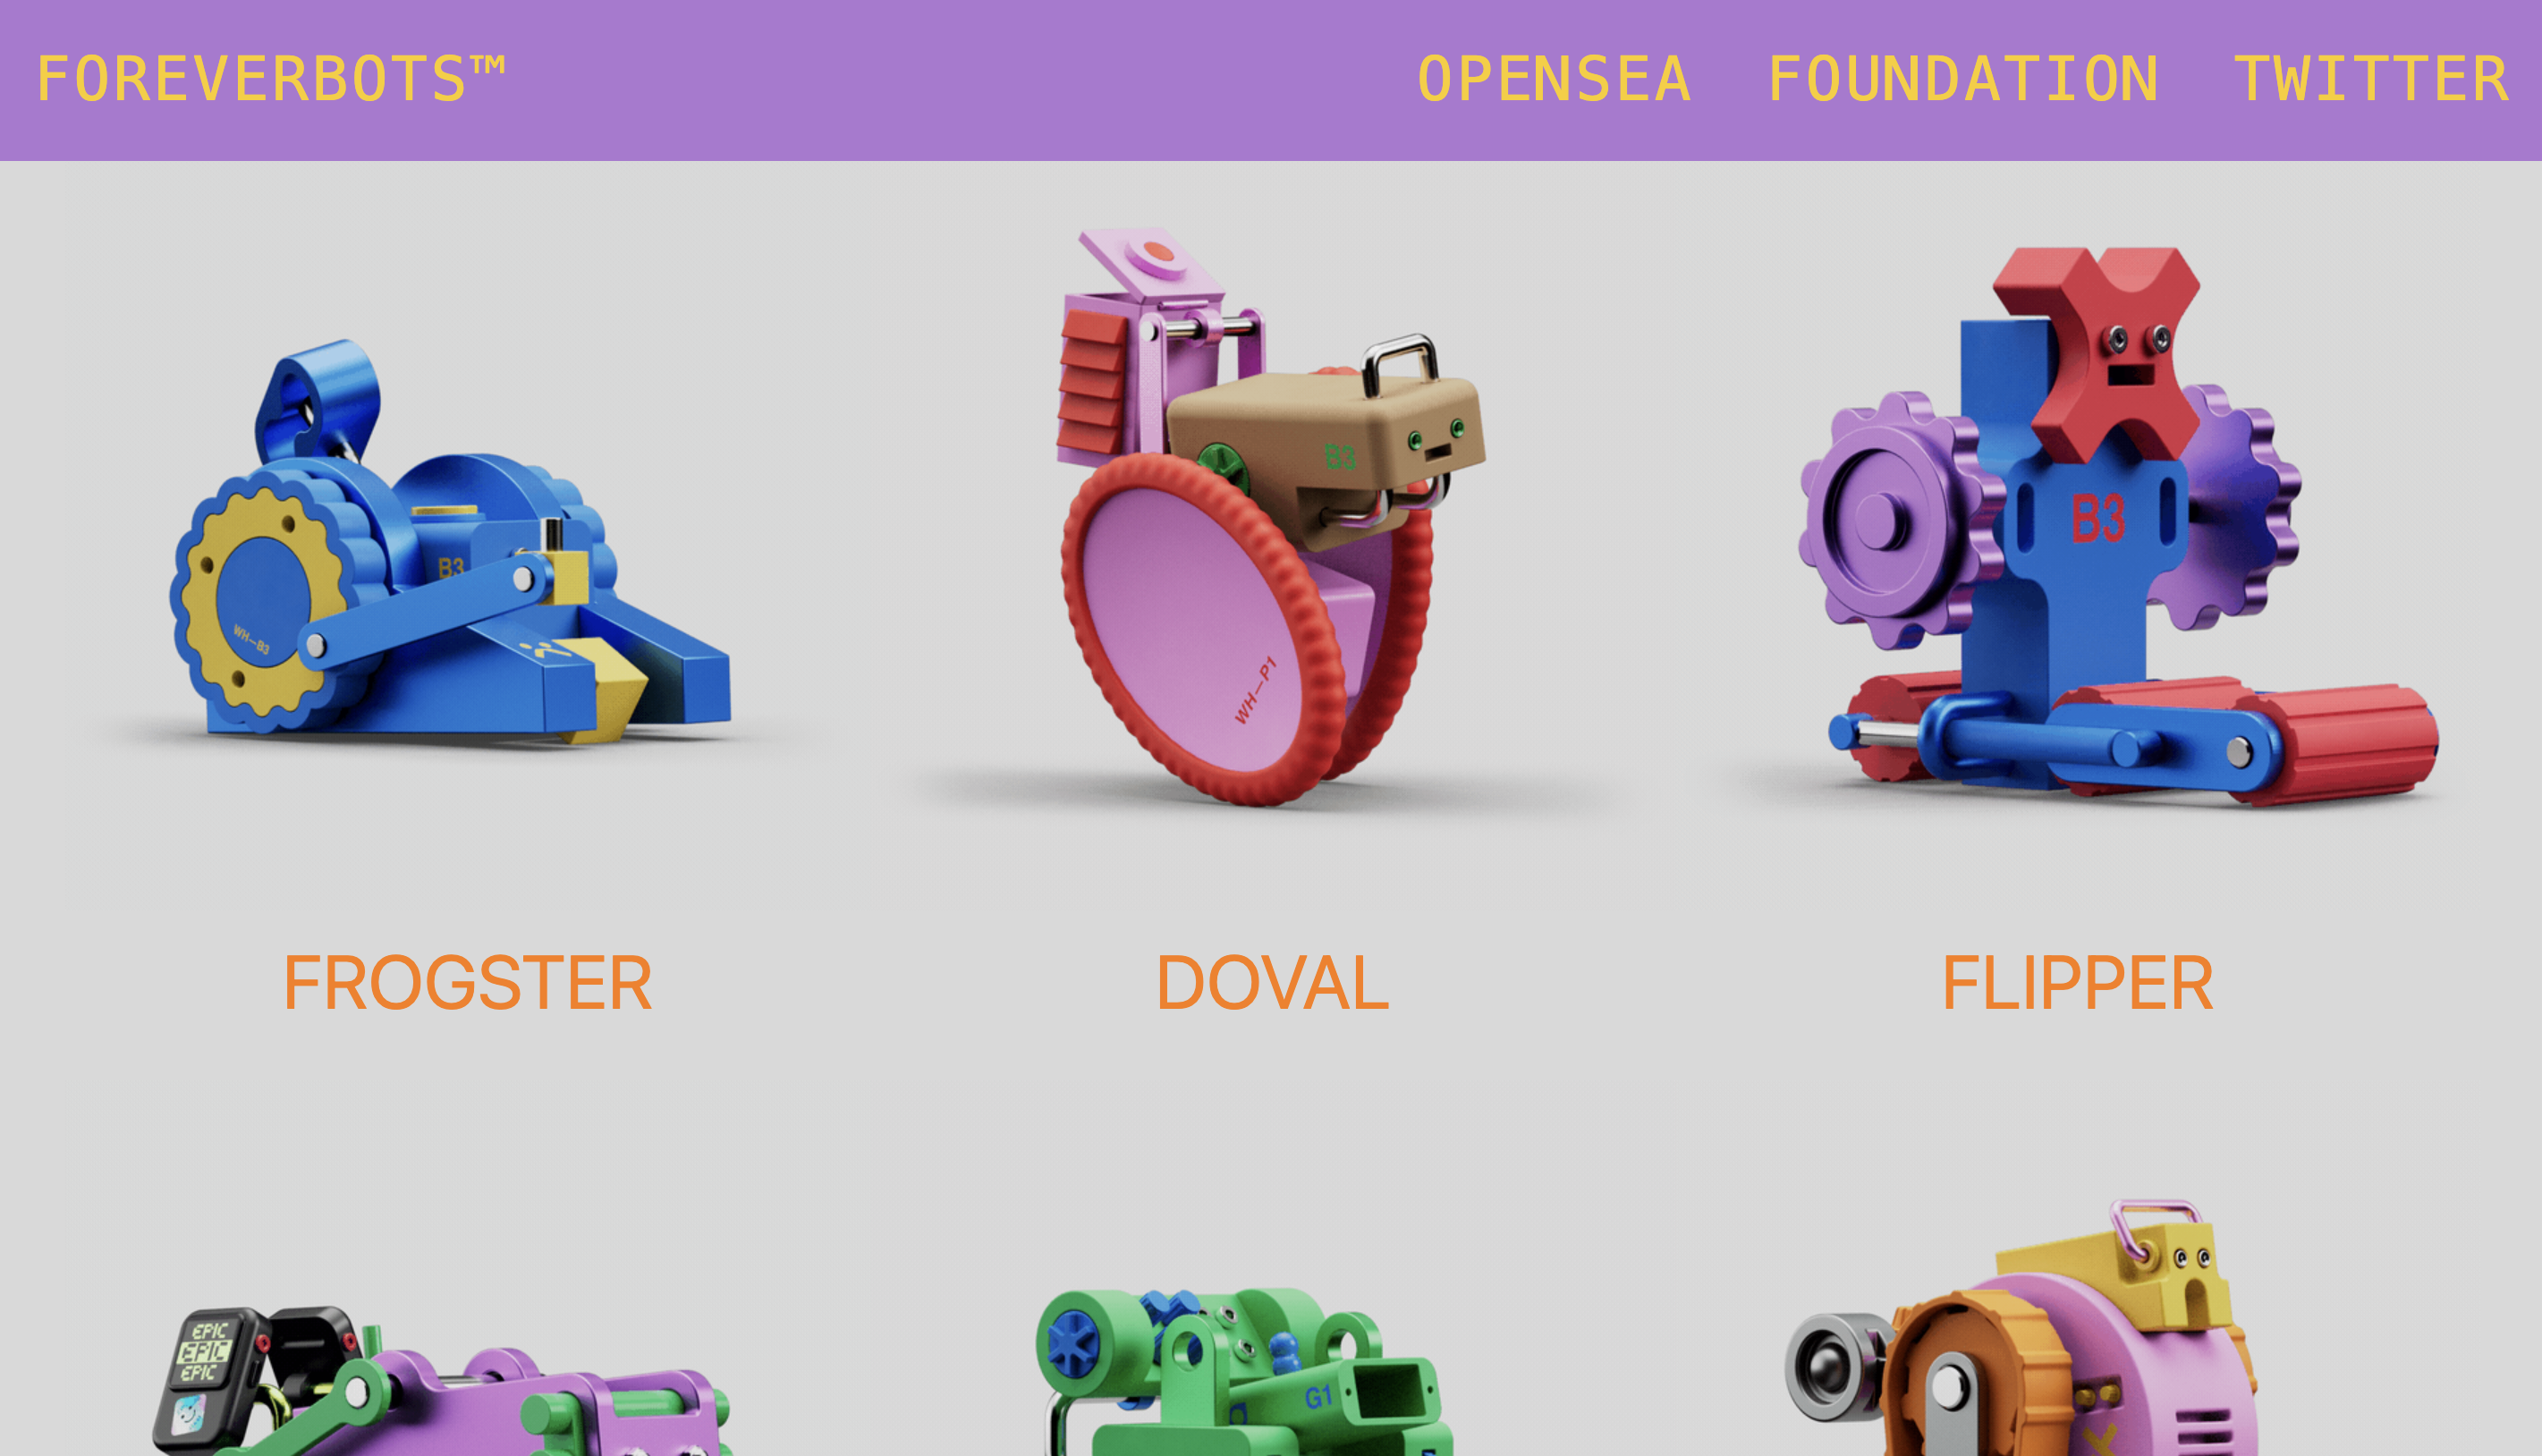 FOREVERBOTS™
OPENSEA FOUNDATION TWITTER
B3
WH—B3
B3
WH—P1
B3
FROGSTER
DOVAL
FLIPPER
EPIC
EPIC
EPIC
G1